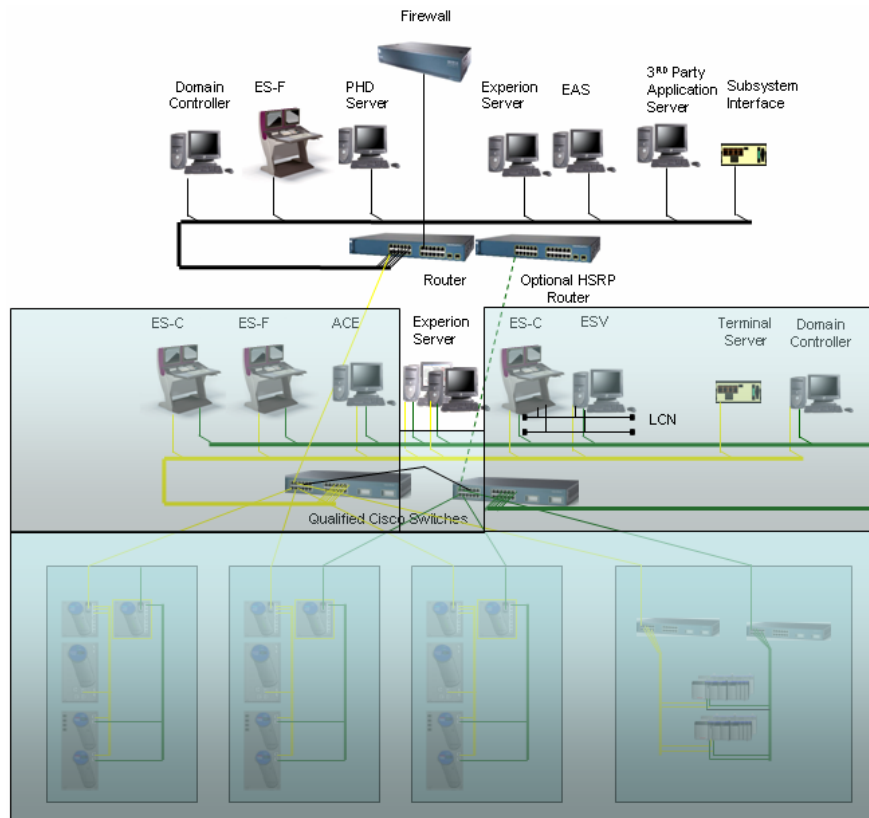 Firewall
Domain
Controller
ES-F
PHD
Server
Experion
Server
EAS
3RD Party
Application
Server
Subsystem
Interface
Router
Optional HSRP
Router
ES-C
ES-F
ACE
Experion
Server
ES-C
ESV
Terminal
Server
Domain
Controller
LCN
Qualified Cisco Switches